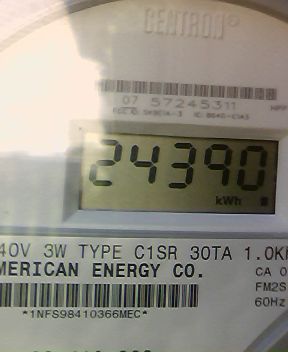 CENTRON®
07 57245311
24390
kWh
40V 3W TYPE C1SR 30TA 1.0K
MERICAN ENERGY CO.
CA 0
FM2S
60Hz
*1NFS98410366MEC*